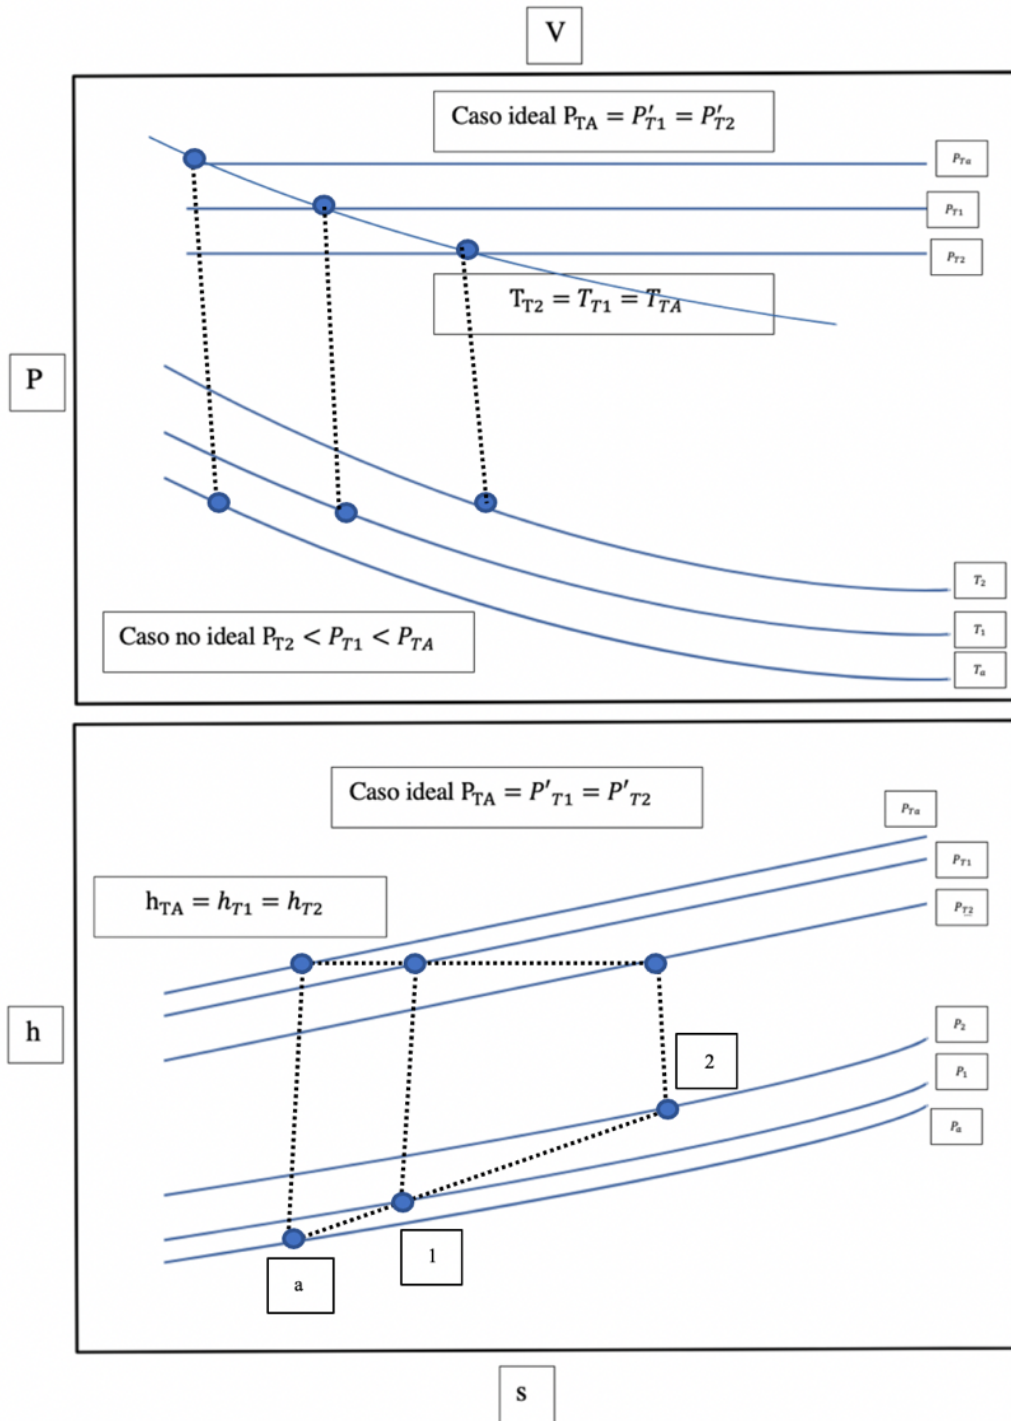 V
Caso ideal P_TA = P'_T1 = P'_T2
P_Ta
P_T1
P_T2
T_T2 = T_T1 = T_TA
P
T_2
T_1
T_a
Caso no ideal P_T2 < P_T1 < P_TA
Caso ideal P_TA = P'_T1 = P'_T2
P_Ta
P_T1
P_T2
h_TA = h_T1 = h_T2
h
P_2
P_1
P_a
2
1
a
s